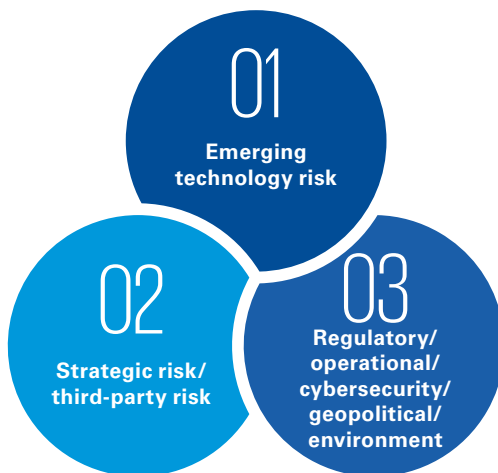 01
Emerging
technology risk
02
Strategic risk/
third-party risk
03
Regulatory/
operational/
cybersecurity/
geopolitical/
environment